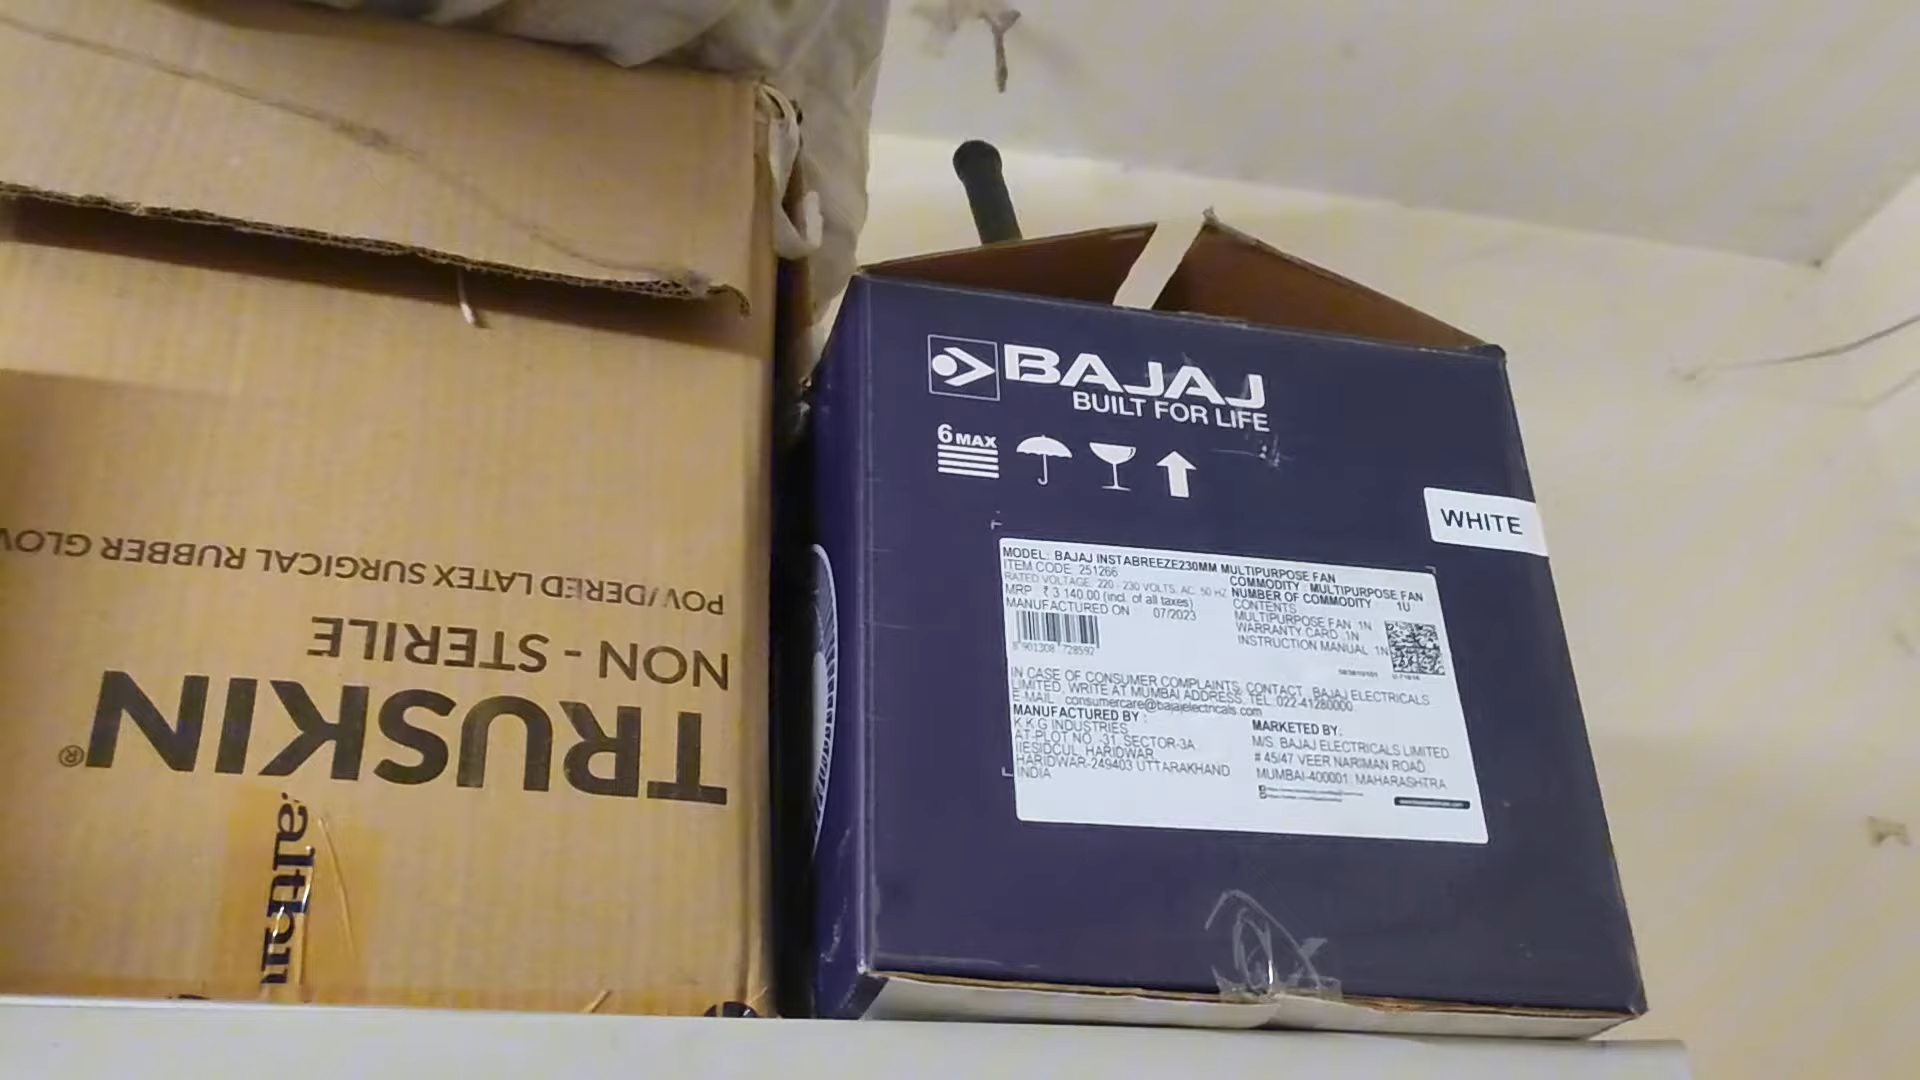 POWDERED LATEX SURGICAL RUBBER
NON - STERILE
TRUSKIN®
BAJAJ
BUILT FOR LIFE
6 MAX
WHITE
MODEL: BAJAJ INSTABREEZE230MM MULTIPURPOSE FAN
ITEM CODE 251266
RATED VOLTAGE, 220 - 230 VOLTS, AC, 50 HZ
MRP ₹ 3 140.00 (incl. of all taxes)
MANUFACTURED ON 07/2023
8 901308 728592
COMMODITY : MULTIPURPOSE FAN
NUMBER OF COMMODITY : 1U
CONTENTS
MULTIPURPOSE FAN 1N
WARRANTY CARD 1N
INSTRUCTION MANUAL 1N
IN CASE OF CONSUMER COMPLAINTS, CONTACT, BAJAJ ELECTRICALS
LIMITED, WRITE AT MUMBAI ADDRESS, TEL. 022-41280000
E-MAIL consumercare@bajajelectricals.com
MANUFACTURED BY :
K.K.G INDUSTRIES
AT-PLOT NO -31, SECTOR-3A
IIESIDCUL, HARIDWAR
HARIDWAR-249403 UTTARAKHAND
INDIA
MARKETED BY:
M/S. BAJAJ ELECTRICALS LIMITED
# 45/47 VEER NARIMAN ROAD
MUMBAI-400001, MAHARASHTRA